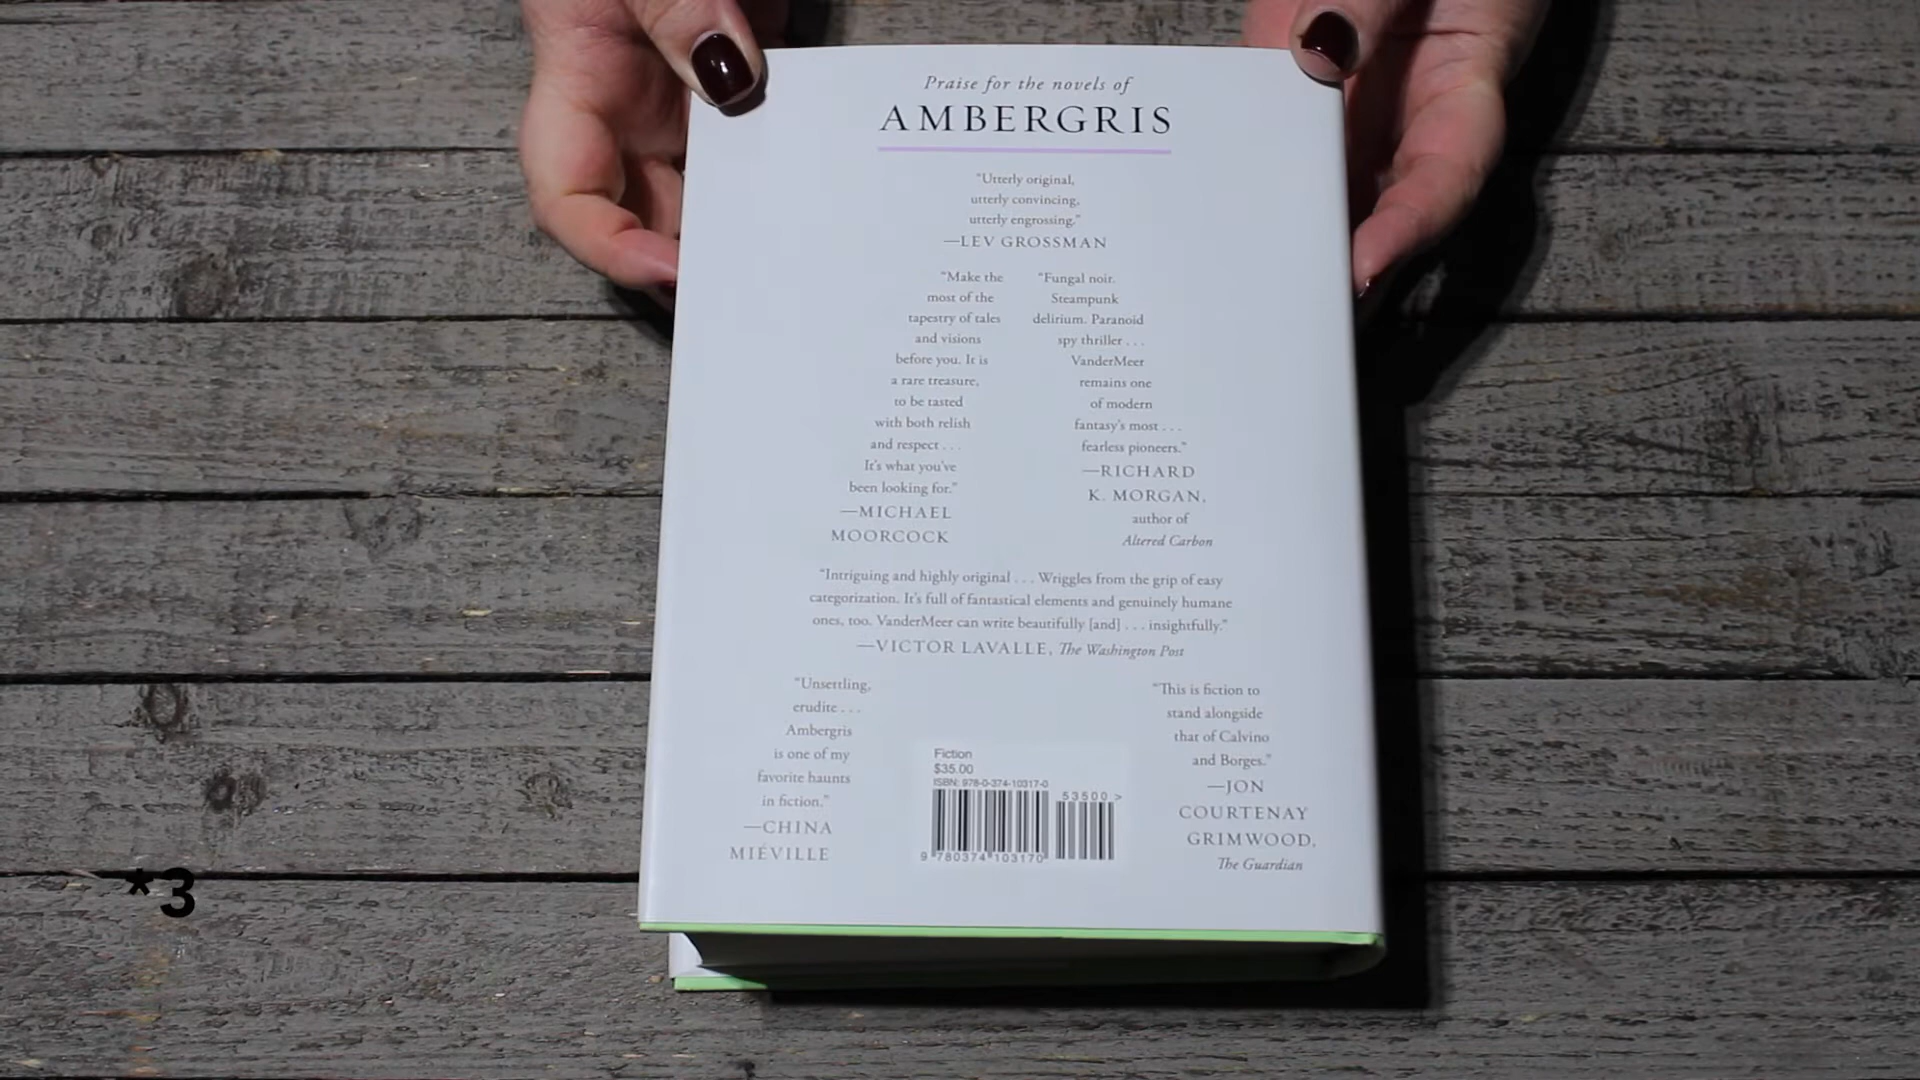 Praise for the novels of
AMBERGRIS
"Utterly original,
utterly convincing,
utterly engrossing."
—LEV GROSSMAN
"Make the
most of the
tapestry of tales
and visions
before you. It is
a rare treasure,
to be tasted
with both relish
and respect . . .
It's what you've
been looking for."
—MICHAEL
MOORCOCK
"Fungal noir.
Steampunk
delirium. Paranoid
spy thriller . . .
VanderMeer
remains one
of modern
fantasy's most . . .
fearless pioneers."
—RICHARD
K. MORGAN,
author of
Altered Carbon
"Intriguing and highly original . . . Wriggles from the grip of easy
categorization. It's full of fantastical elements and genuinely humane
ones, too. VanderMeer can write beautifully [and] . . . insightfully."
—VICTOR LAVALLE, The Washington Post
"Unsettling,
erudite . . .
Ambergris
is one of my
favorite haunts
in fiction."
—CHINA
MIÉVILLE
Fiction
$35.00
ISBN: 978-0-374-10317-0
53500 >
9 780374 103170
"This is fiction to
stand alongside
that of Calvino
and Borges."
—JON
COURTENAY
GRIMWOOD,
The Guardian
*3